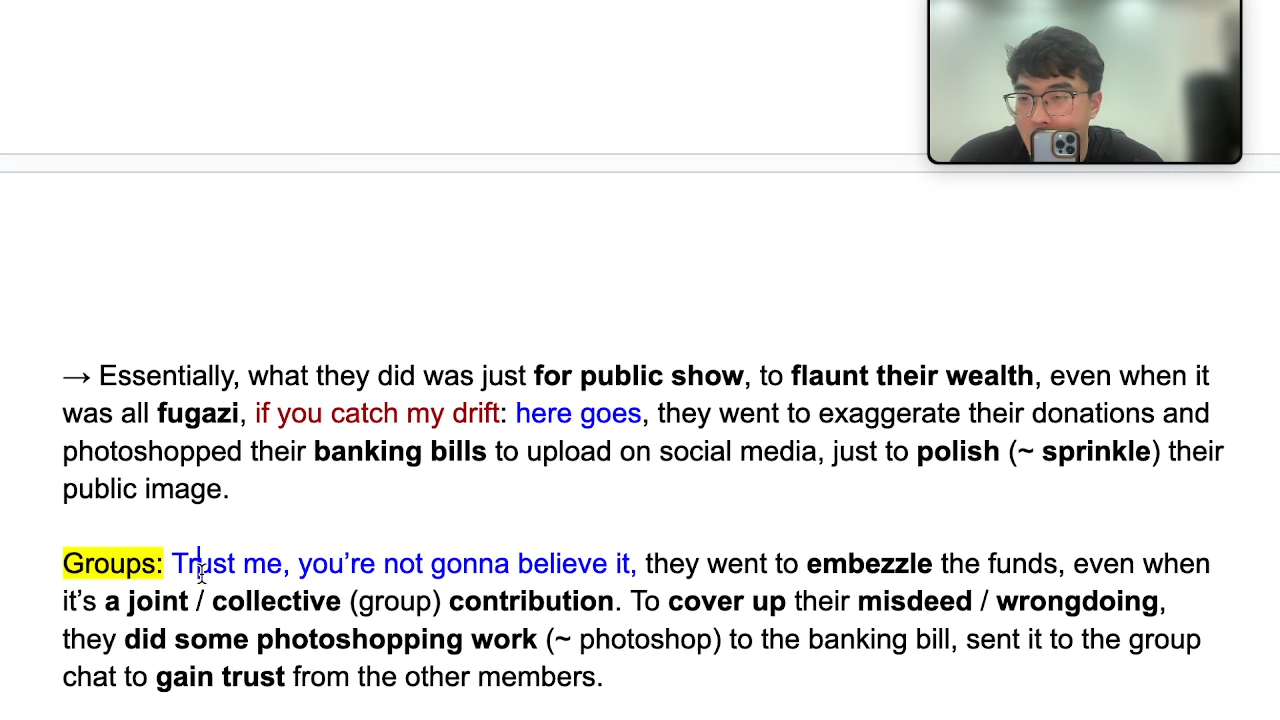 → Essentially, what they did was just for public show, to flaunt their wealth, even when it
was all fugazi, if you catch my drift: here goes, they went to exaggerate their donations and
photoshopped their banking bills to upload on social media, just to polish (~ sprinkle) their
public image.
Groups: Trust me, you’re not gonna believe it, they went to embezzle the funds, even when
it’s a joint / collective (group) contribution. To cover up their misdeed / wrongdoing,
they did some photoshopping work (~ photoshop) to the banking bill, sent it to the group
chat to gain trust from the other members.